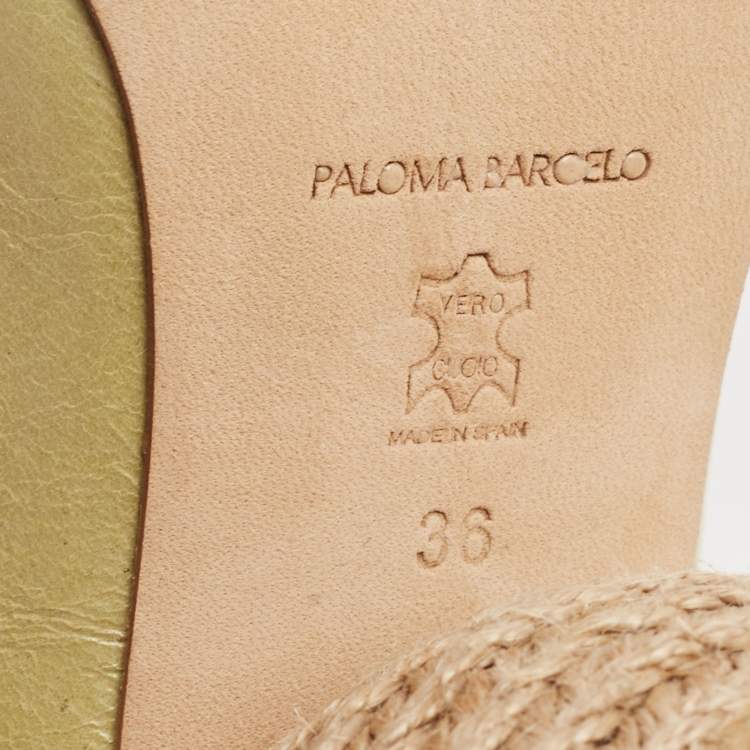 PALOMA BARCELO
VERO
CUOIO
MADE IN SPAIN
36